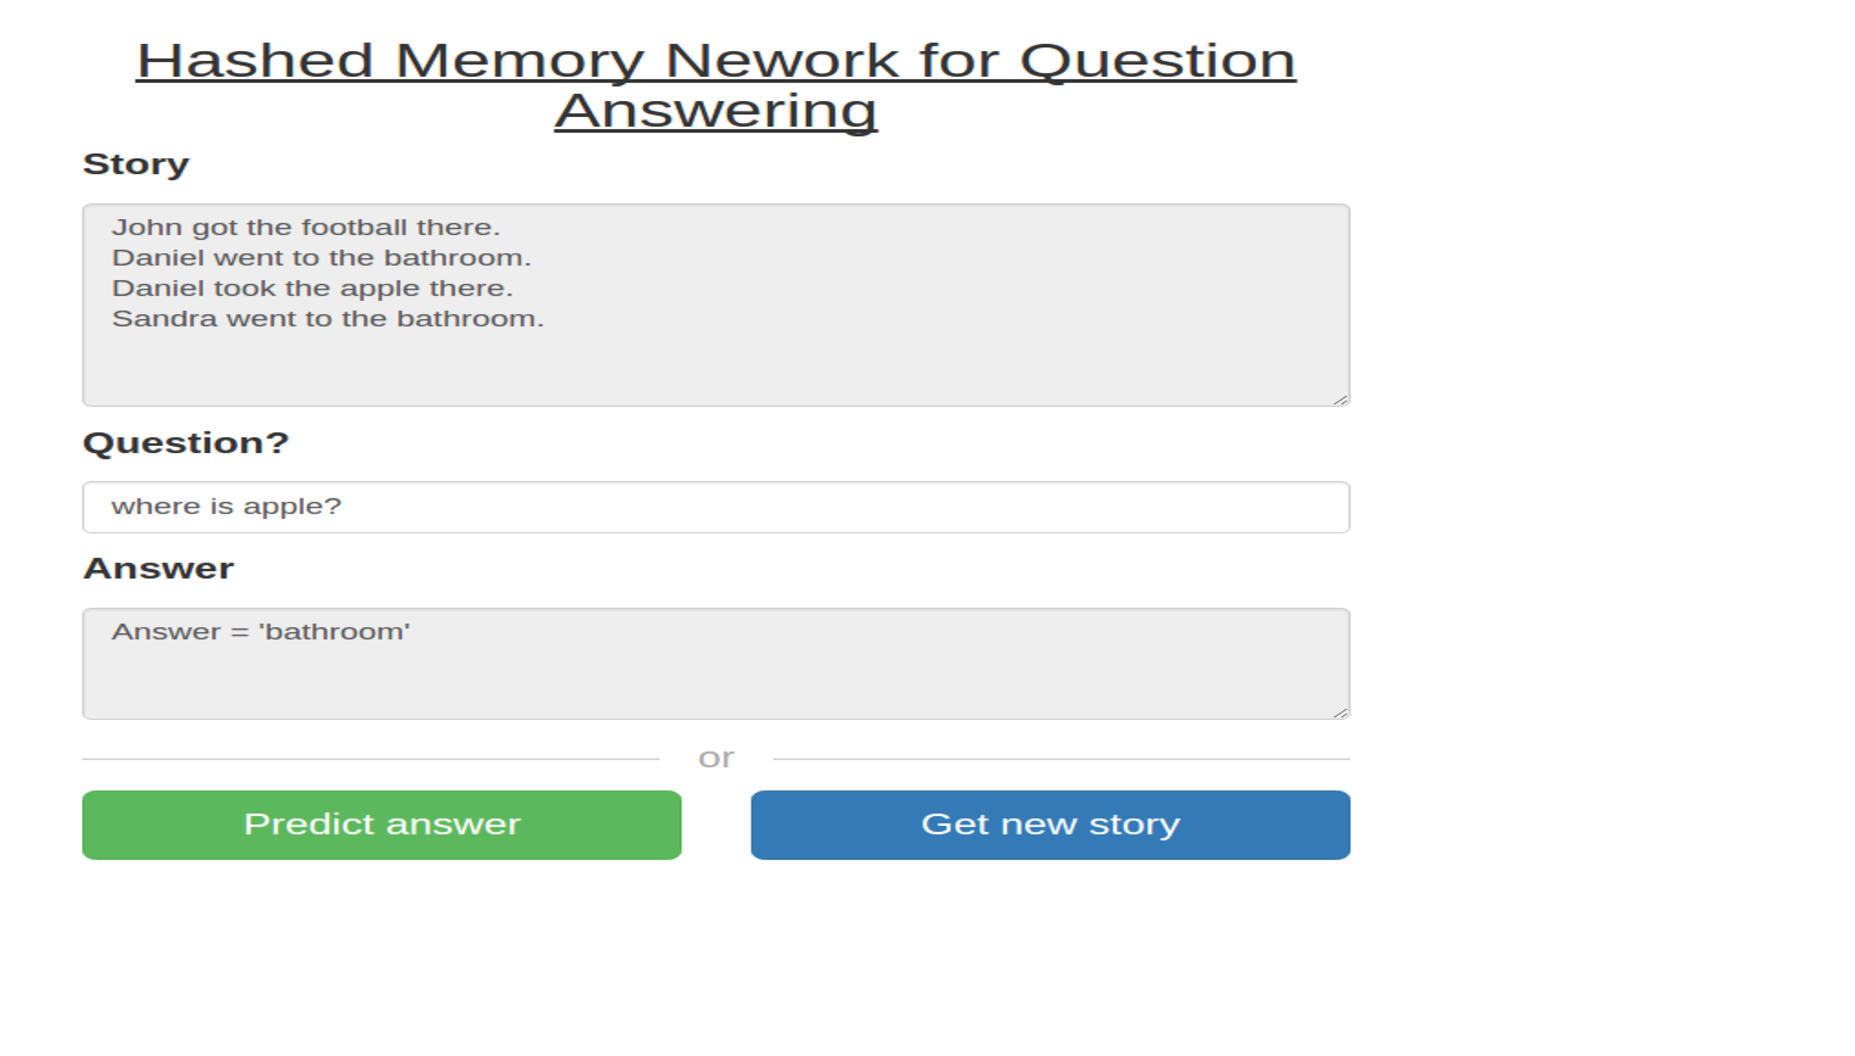 Hashed Memory Nework for Question
Answering
Story
John got the football there.
Daniel went to the bathroom.
Daniel took the apple there.
Sandra went to the bathroom.
Question?
where is apple?
Answer
Answer = 'bathroom'
or
Predict answer
Get new story